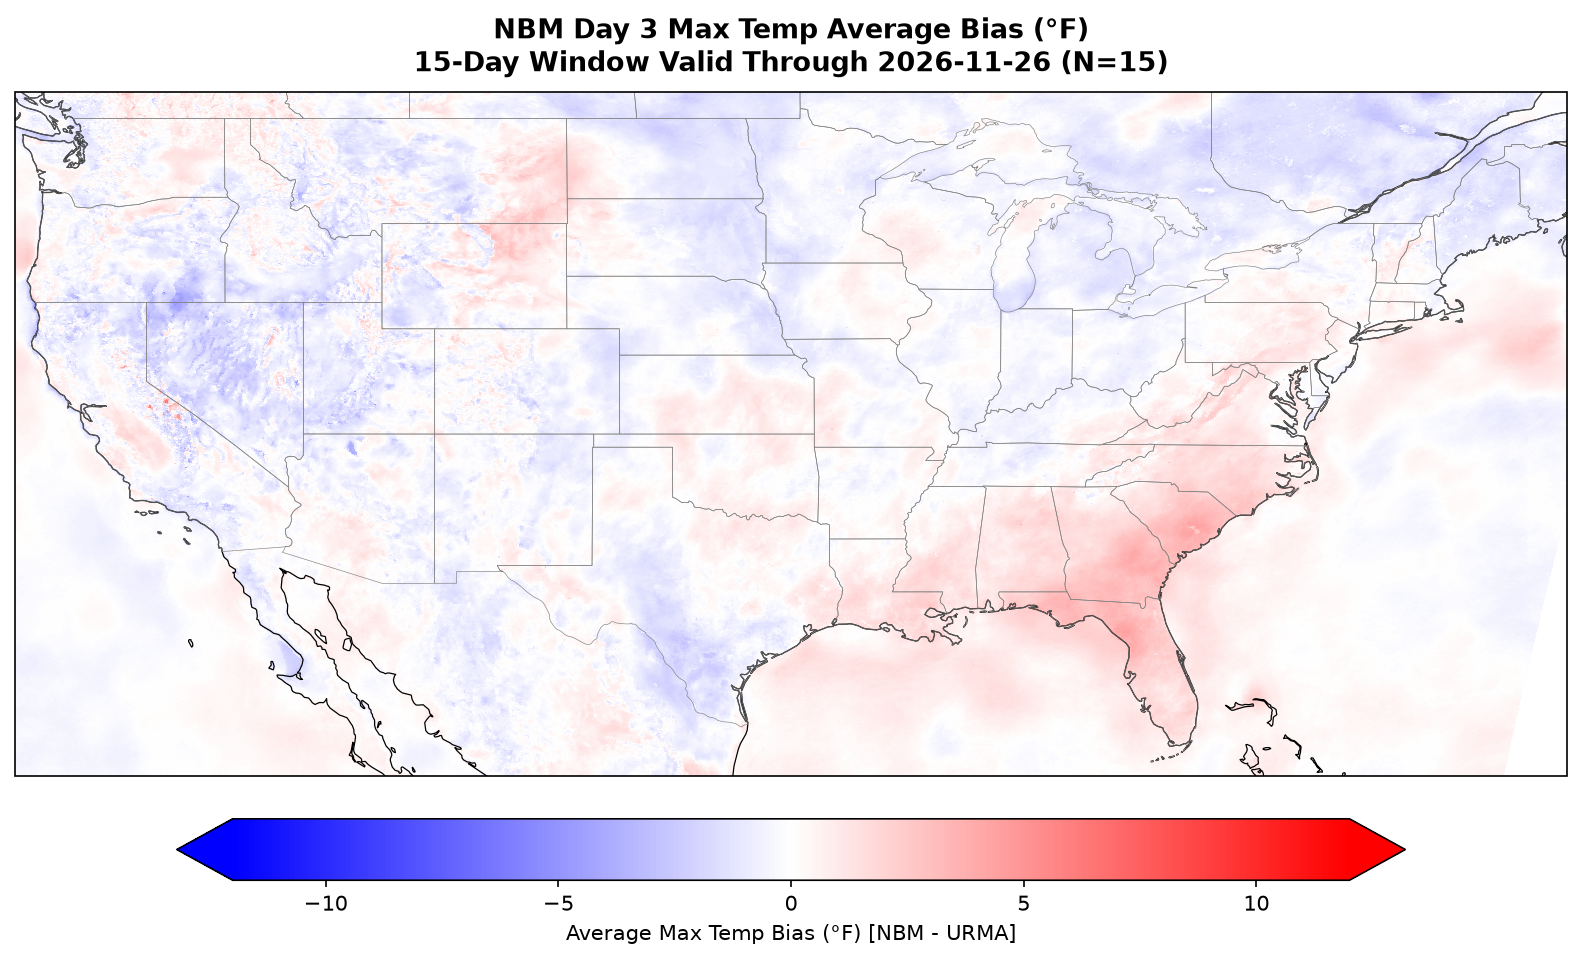 NBM Day 3 Max Temp Average Bias (°F)
15-Day Window Valid Through 2026-11-26 (N=15)
−10
−5
0
5
10
Average Max Temp Bias (°F) [NBM - URMA]